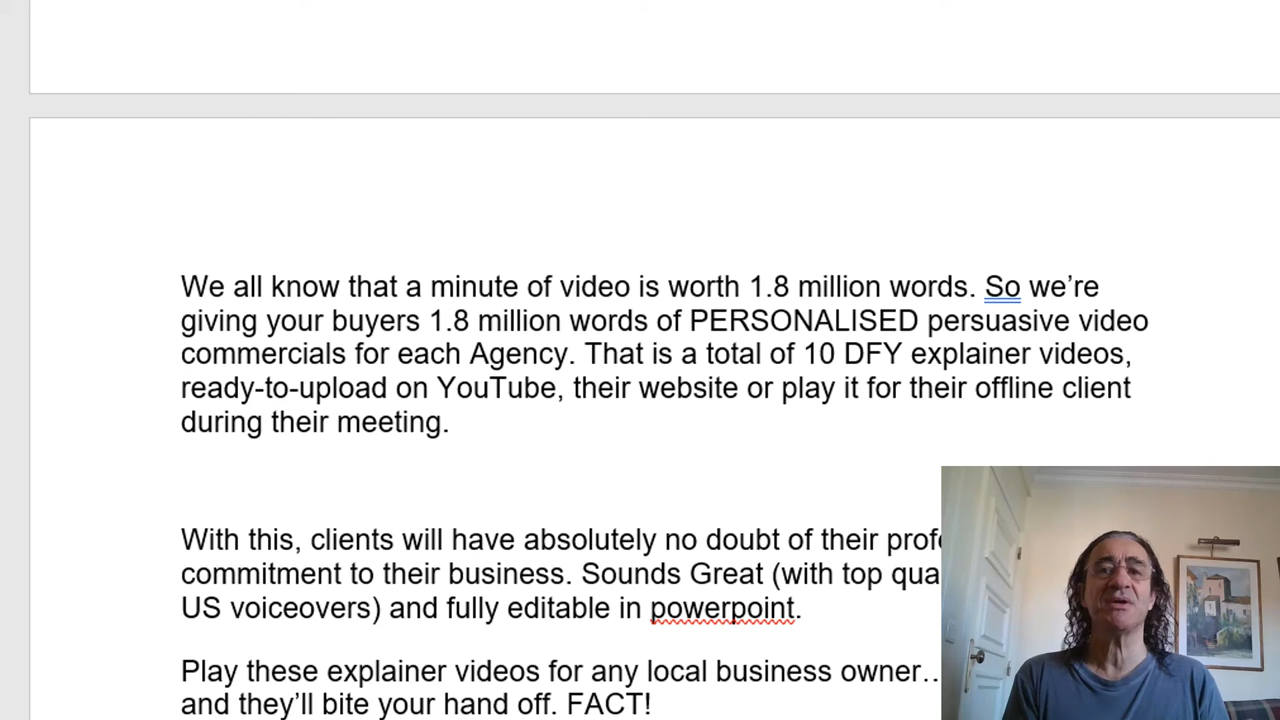 We all know that a minute of video is worth 1.8 million words. So we’re
giving your buyers 1.8 million words of PERSONALISED persuasive video
commercials for each Agency. That is a total of 10 DFY explainer videos,
ready-to-upload on YouTube, their website or play it for their offline client
during their meeting.
With this, clients will have absolutely no doubt of their
commitment to their business. Sounds Great (with top
US voiceovers) and fully editable in powerpoint.
Play these explainer videos for any local business owner..
and they’ll bite your hand off. FACT!